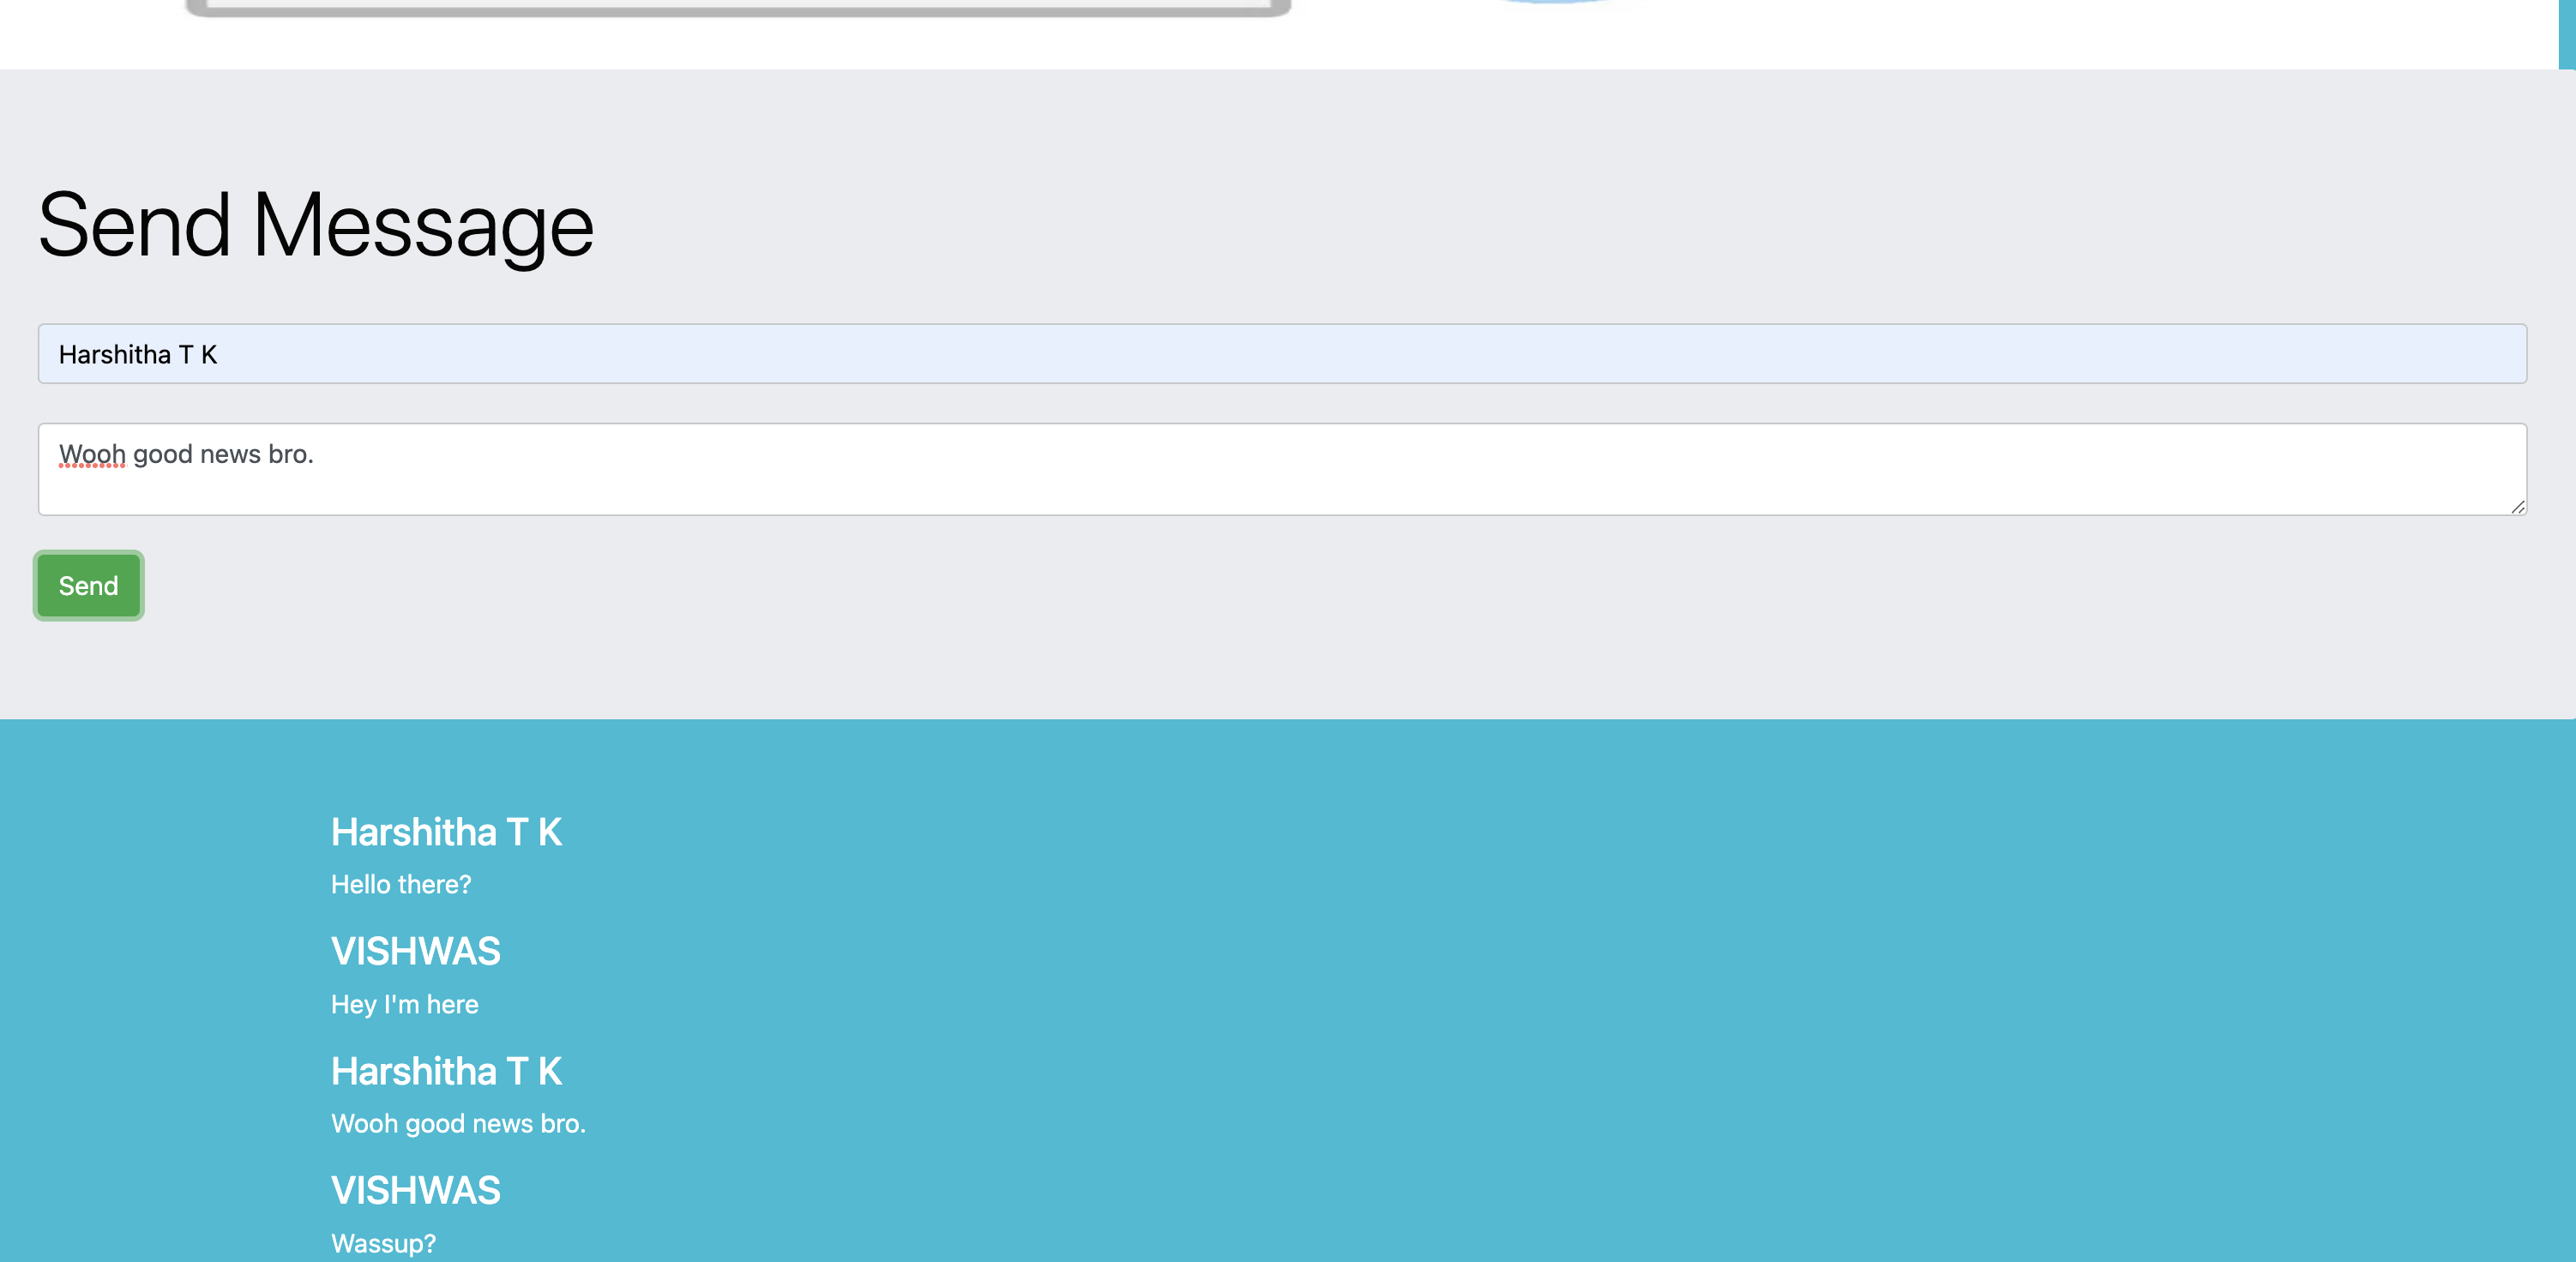 Send Message
Harshitha T K
Wooh good news bro.
Send
Harshitha T K
Hello there?
VISHWAS
Hey I'm here
Harshitha T K
Wooh good news bro.
VISHWAS
Wassup?